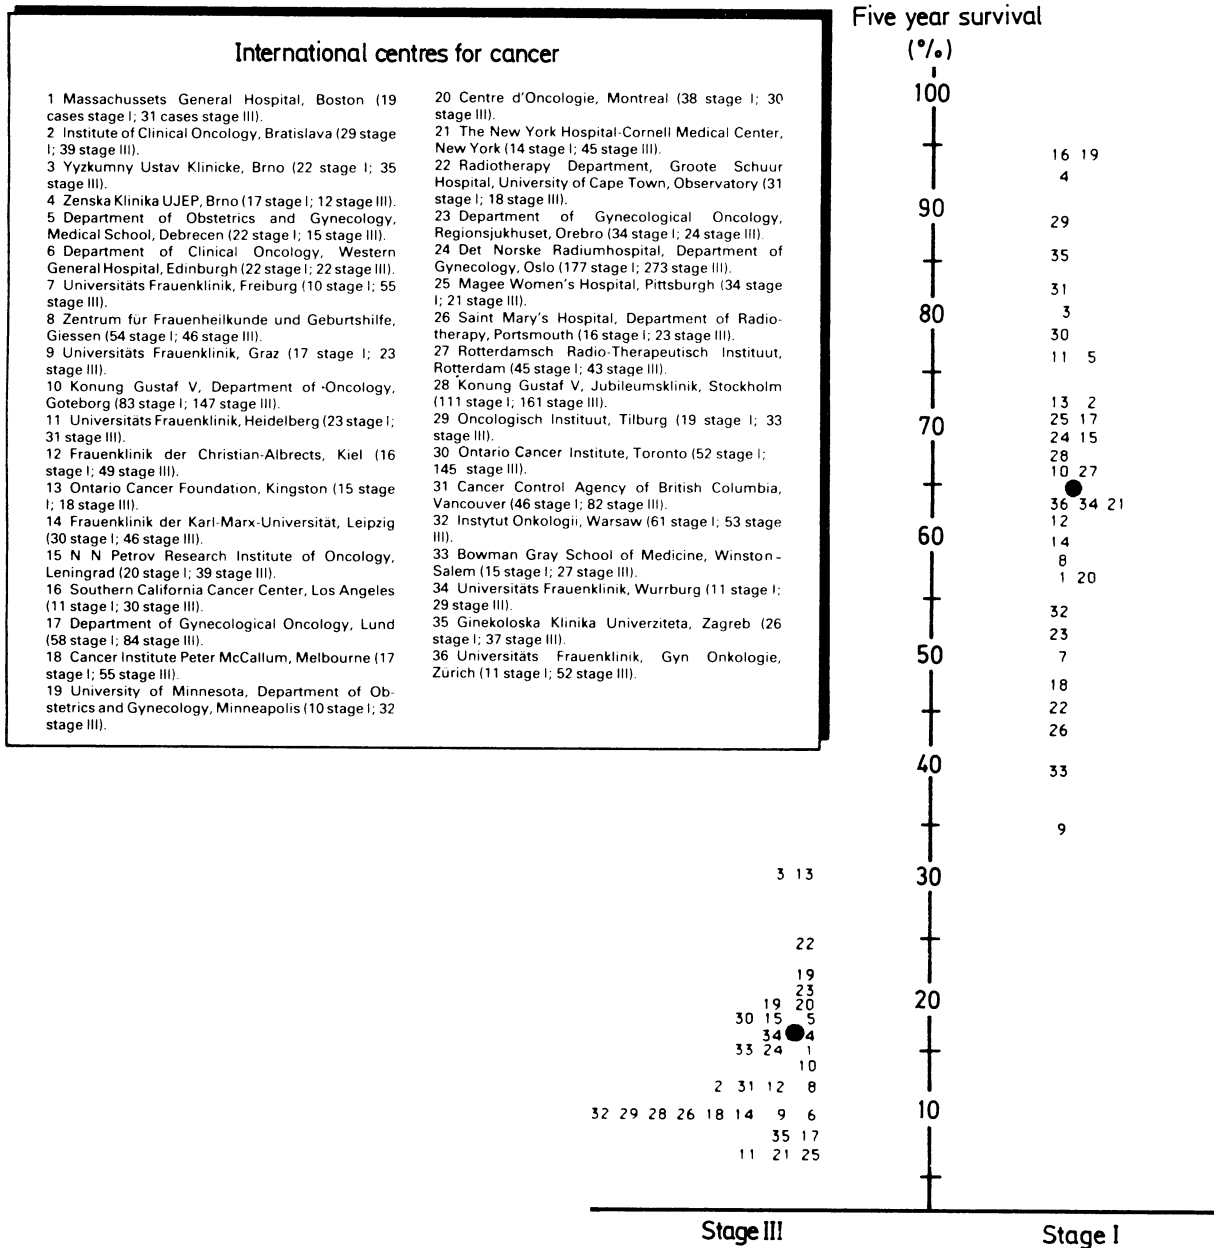 International centres for cancer
1 Massachussets General Hospital, Boston (19
cases stage I; 31 cases stage III).
2 Institute of Clinical Oncology, Bratislava (29 stage
I; 39 stage III).
3 Yyzkumny Ustav Klinicke, Brno (22 stage I; 35
stage III).
4 Zenska Klinika UJEP, Brno (17 stage I; 12 stage III).
5 Department of Obstetrics and Gynecology,
Medical School, Debrecen (22 stage I; 15 stage III).
6 Department of Clinical Oncology, Western
General Hospital, Edinburgh (22 stage I; 22 stage III).
7 Universitäts Frauenklinik, Freiburg (10 stage I; 55
stage III).
8 Zentrum für Frauenheilkunde und Geburtshilfe,
Giessen (54 stage I; 46 stage III).
9 Universitäts Frauenklinik, Graz (17 stage I; 23
stage III).
10 Konung Gustaf V, Department of Oncology,
Goteborg (83 stage I; 147 stage III).
11 Universitäts Frauenklinik, Heidelberg (23 stage I;
31 stage III).
12 Frauenklinik der Christian-Albrects, Kiel (16
stage I; 49 stage III).
13 Ontario Cancer Foundation, Kingston (15 stage
I; 18 stage III).
14 Frauenklinik der Karl-Marx-Universität, Leipzig
(30 stage I; 46 stage III).
15 N N Petrov Research Institute of Oncology,
Leningrad (20 stage I; 39 stage III).
16 Southern California Cancer Center, Los Angeles
(11 stage I; 30 stage III).
17 Department of Gynecological Oncology, Lund
(58 stage I; 84 stage III).
18 Cancer Institute Peter McCallum, Melbourne (17
stage I; 55 stage III).
19 University of Minnesota, Department of Ob-
stetrics and Gynecology, Minneapolis (10 stage I; 32
stage III).
20 Centre d'Oncologie, Montreal (38 stage I; 30
stage III).
21 The New York Hospital-Cornell Medical Center,
New York (14 stage I; 45 stage III).
22 Radiotherapy Department, Groote Schuur
Hospital, University of Cape Town, Observatory (31
stage I; 18 stage III).
23 Department of Gynecological Oncology,
Regionsjukhuset, Orebro (34 stage I; 24 stage III).
24 Det Norske Radiumhospital, Department of
Gynecology, Oslo (177 stage I; 273 stage III).
25 Magee Women's Hospital, Pittsburgh (34 stage
I; 21 stage III).
26 Saint Mary's Hospital, Department of Radio-
therapy, Portsmouth (16 stage I; 23 stage III).
27 Rotterdamsch Radio-Therapeutisch Instituut,
Rotterdam (45 stage I; 43 stage III).
28 Konung Gustaf V, Jubileumsklinik, Stockholm
(111 stage I; 161 stage III).
29 Oncologisch Instituut, Tilburg (19 stage I; 33
stage III).
30 Ontario Cancer Institute, Toronto (52 stage I;
145 stage III).
31 Cancer Control Agency of British Columbia,
Vancouver (46 stage I; 82 stage III).
32 Instytut Onkologii, Warsaw (61 stage I; 53 stage
III).
33 Bowman Gray School of Medicine, Winston-
Salem (15 stage I; 27 stage III).
34 Universitäts Frauenklinik, Wurrburg (11 stage I;
29 stage III).
35 Ginekoloska Klinika Univerziteta, Zagreb (26
stage I; 37 stage III).
36 Universitäts Frauenklinik, Gyn Onkologie,
Zürich (11 stage I; 52 stage III).
Five year survival
(%)
100
16 19
4
90
29
35
31
80 3
30
11 5
13 2
25 17
70
24 15
28
10 27
36 34 21
12
60
14
8
1 20
32
23
50 7
18
22
26
40
33
9
3 13 30
22
19
23
19 20 20
30 15 5
34 4
33 24 1
10
2 31 12 8
32 29 28 26 18 14 9 6 10
35 17
11 21 25
Stage III
Stage I